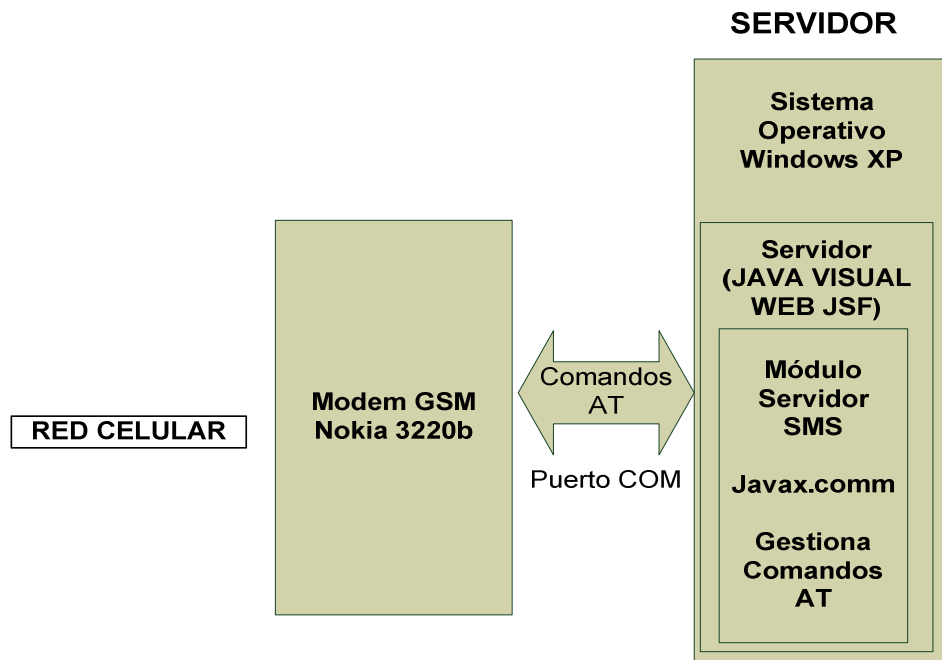 SERVIDOR
Sistema
Operativo
Windows XP
Servidor
(JAVA VISUAL
WEB JSF)
Módulo
Servidor
SMS
Javax.comm
Gestiona
Comandos
AT
Comandos
AT
Puerto COM
Modem GSM
Nokia 3220b
RED CELULAR